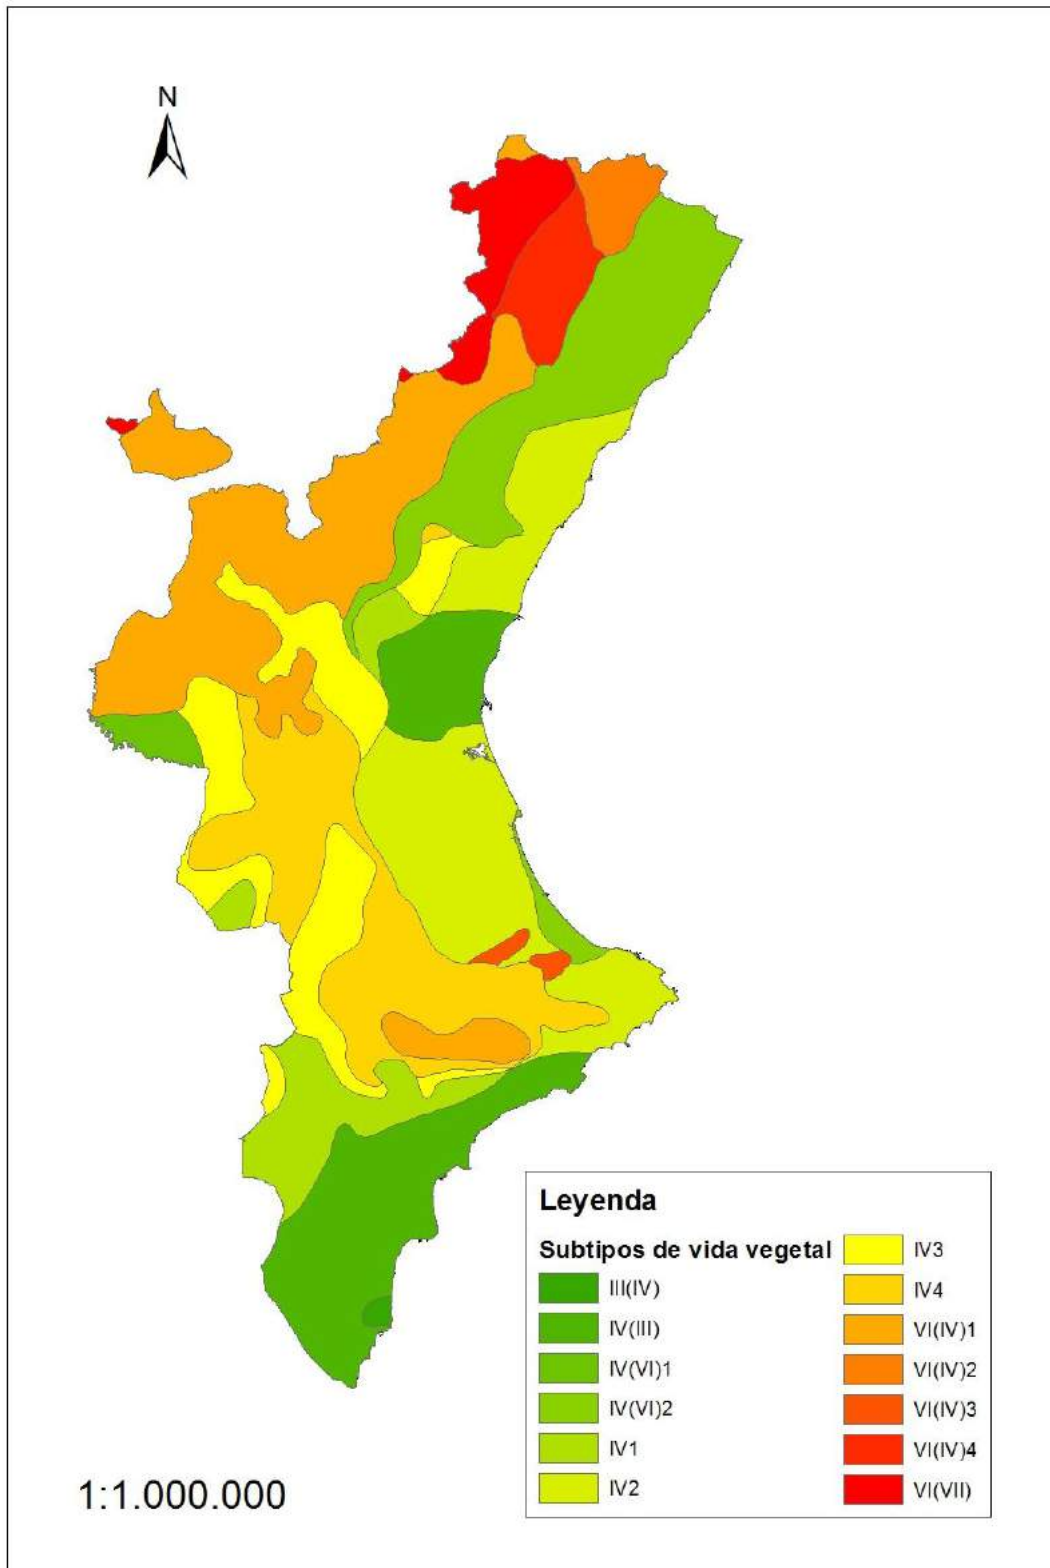 N
Leyenda
Subtipos de vida vegetal
III(IV)
IV(III)
IV(VI)1
IV(VI)2
IV1
IV2
IV3
IV4
VI(IV)1
VI(IV)2
VI(IV)3
VI(IV)4
VI(VII)
1:1.000.000